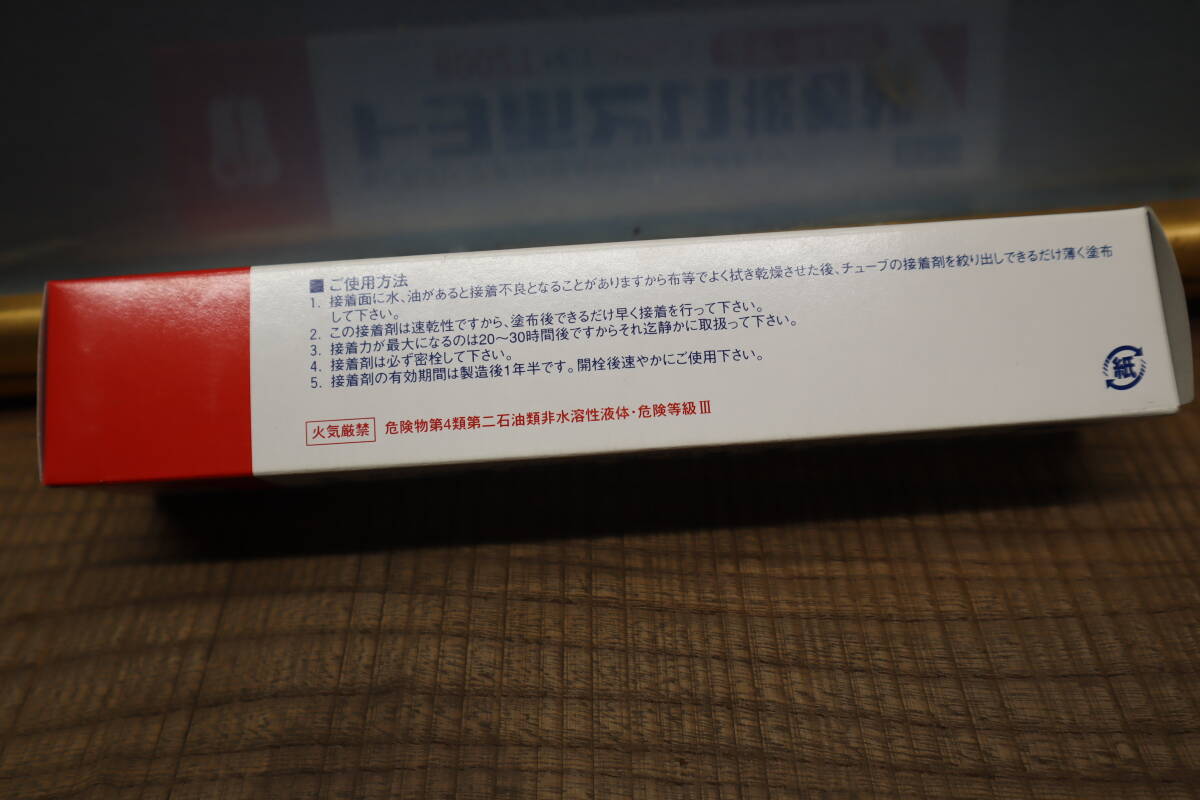 ■ご使用方法
1. 接着面に水、油があると接着不良となることがありますから布等でよく拭き乾燥させた後、チューブの接着剤を絞り出しできるだけ薄く塗布
して下さい。
2. この接着剤は速乾性ですから、塗布後できるだけ早く接着を行って下さい。
3. 接着力が最大になるのは20〜30時間後ですからそれ迄静かに取扱って下さい。
4. 接着剤は必ず密栓して下さい。
5. 接着剤の有効期間は製造後1年半です。開栓後速やかにご使用下さい。
火気厳禁 危険物第4類第二石油類非水溶性液体・危険等級Ⅲ
紙